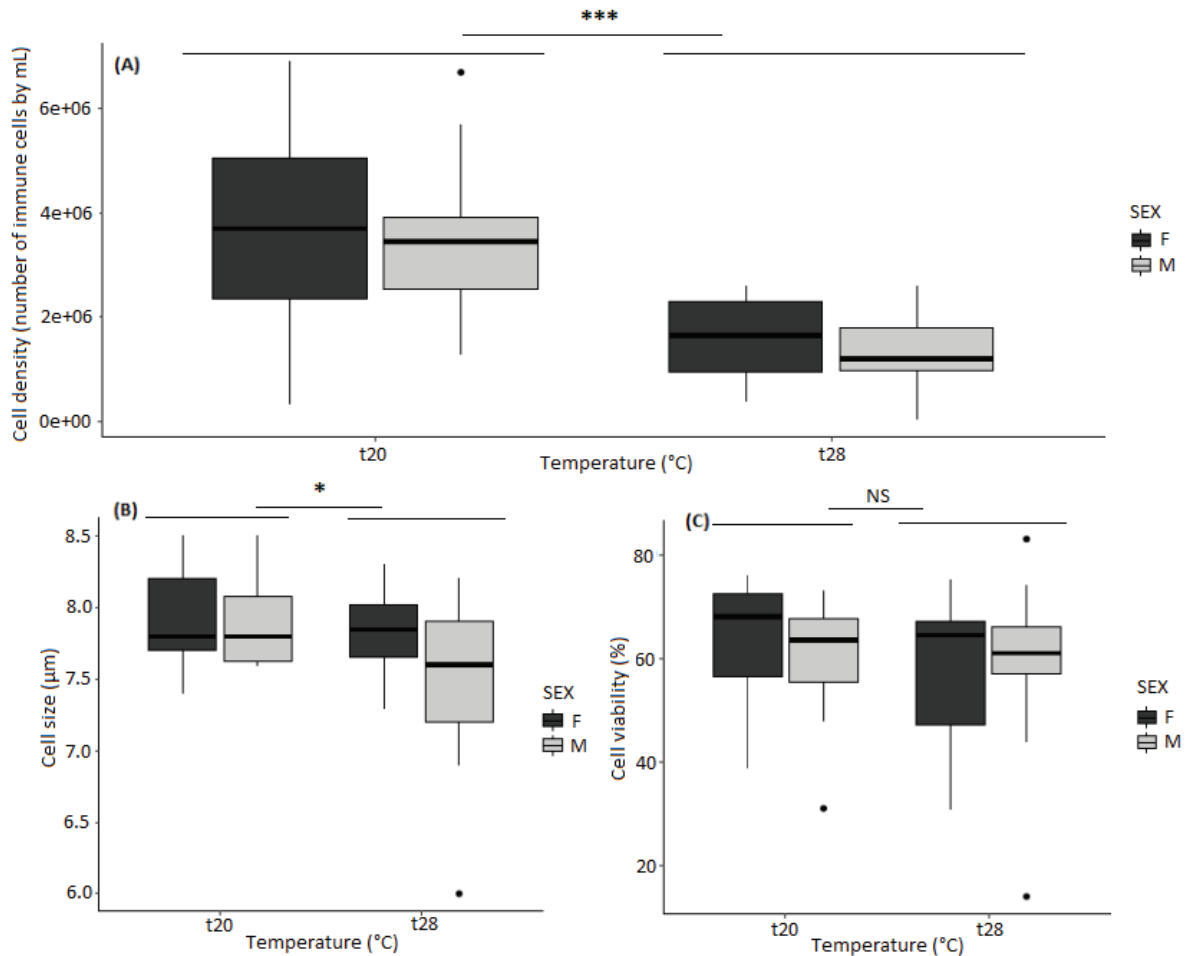 ***
(A)
Cell density (number of immune cells by mL)
6e+06
4e+06
2e+06
0e+00
t20
t28
Temperature (°C)
SEX
F
M
(B)
*
Cell size (µm)
8.5
8.0
7.5
7.0
6.5
6.0
t20
t28
Temperature (°C)
SEX
F
M
(C)
NS
Cell viability (%)
80
60
40
20
t20
t28
Temperature (°C)
SEX
F
M